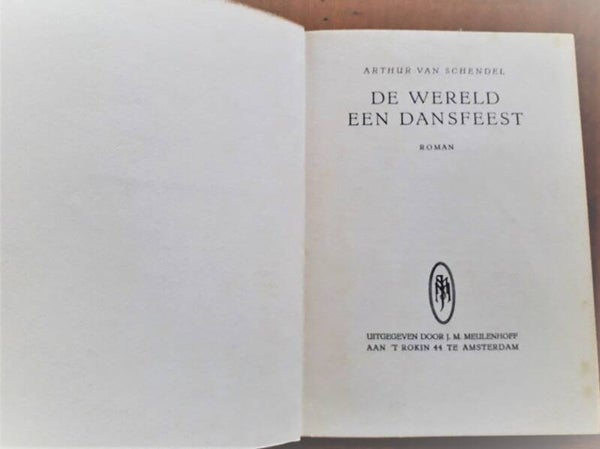 ARTHUR VAN SCHENDEL
DE WERELD
EEN DANSFEEST
ROMAN
UITGEGEVEN DOOR J. M. MEULENHOFF
AAN 'T ROKIN 44 TE AMSTERDAM